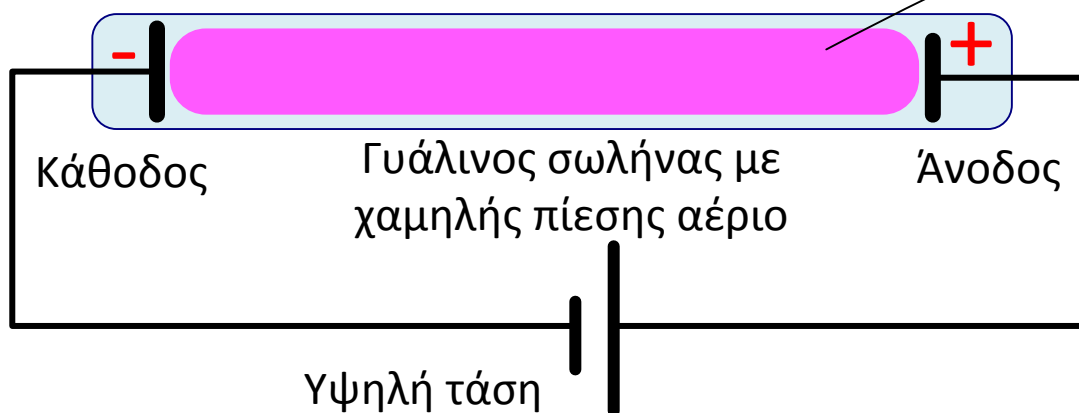 - +
Κάθοδος
Γυάλινος σωλήνας με
χαμηλής πίεσης αέριο
Άνοδος
Υψηλή τάση